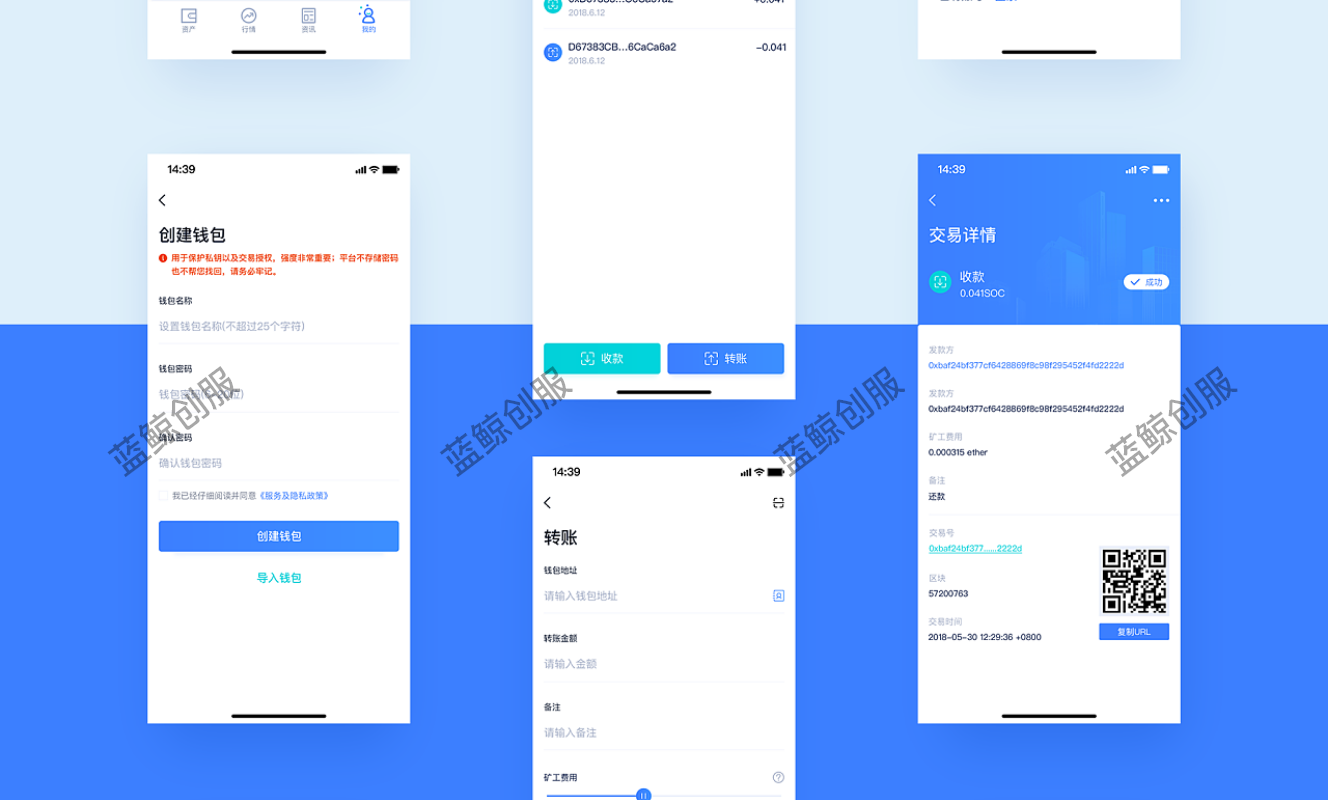 资产
行情
资讯
我的
14:39
创建钱包
用于保护私钥以及交易授权，强度非常重要；平台不存储密码
也不帮您找回，请务必牢记。
钱包名称
设置钱包名称(不超过25个字符)
钱包密码
确认密码
确认钱包密码
我已经仔细阅读并同意《服务及隐私政策》
创建钱包
导入钱包
2018.6.12
D67383CB...6CaCa6a2
−0.041
2018.6.12
收款
转账
14:39
转账
钱包地址
请输入钱包地址
转账金额
请输入金额
备注
请输入备注
矿工费用
14:39
交易详情
收款
0.041SOC
成功
发款方
0xbaf24bf377cf6428869f8c98f295452f4fd2222d
发款方
0xbaf24bf377cf6428869f8c98f295452f4fd2222d
矿工费用
0.000315 ether
备注
还款
交易号
0xbaf24bf377......2222d
区块
57200763
交易时间
2018-05-30 12:29:36 +0800
复制URL
蓝鲸创服
蓝鲸创服
蓝鲸创服
蓝鲸创服